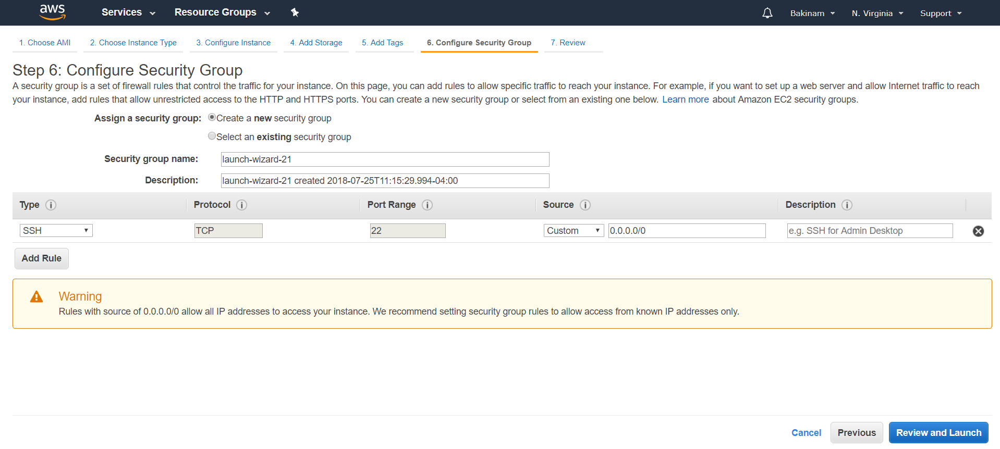 aws Services Resource Groups Bakinam N. Virginia Support
1. Choose AMI 2. Choose Instance Type 3. Configure Instance 4. Add Storage 5. Add Tags 6. Configure Security Group 7. Review
Step 6: Configure Security Group
A security group is a set of firewall rules that control the traffic for your instance. On this page, you can add rules to allow specific traffic to reach your instance. For example, if you want to set up a web server and allow Internet traffic to reach
your instance, add rules that allow unrestricted access to the HTTP and HTTPS ports. You can create a new security group or select from an existing one below. Learn more about Amazon EC2 security groups.
Assign a security group: Create a new security group
Select an existing security group
Security group name: launch-wizard-21
Description: launch-wizard-21 created 2018-07-25T11:15:29.994-04:00
Type i Protocol i Port Range i Source i Description i
SSH TCP 22 Custom 0.0.0.0/0 e.g. SSH for Admin Desktop
Add Rule
Warning
Rules with source of 0.0.0.0/0 allow all IP addresses to access your instance. We recommend setting security group rules to allow access from known IP addresses only.
Cancel Previous Review and Launch